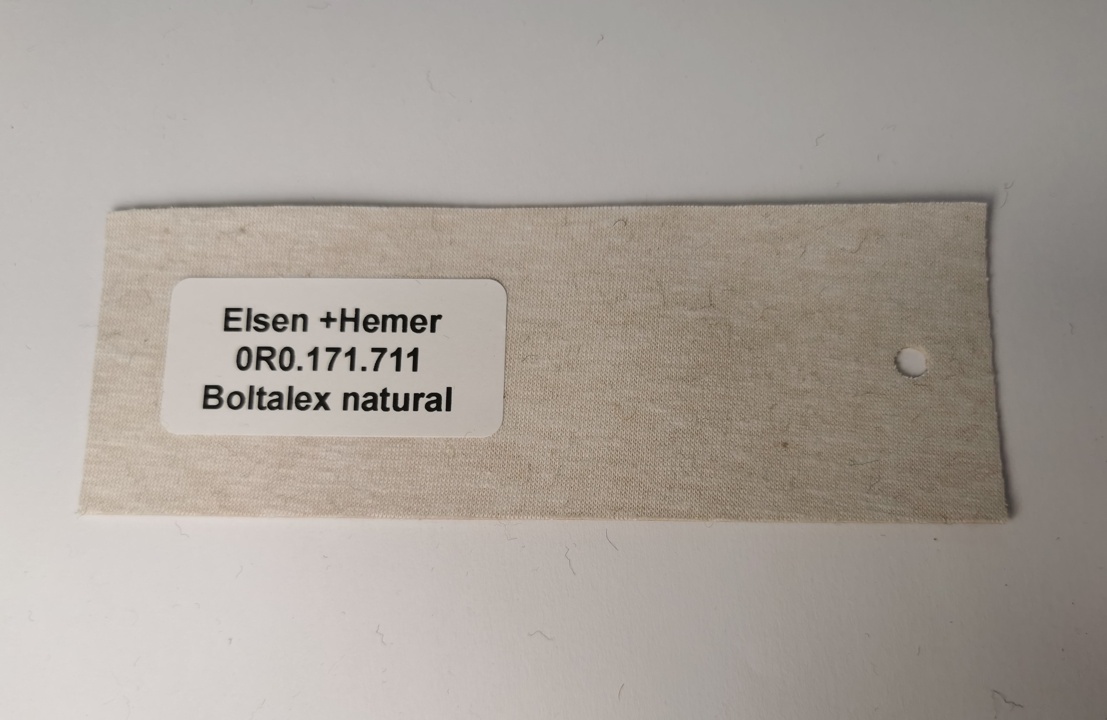 Elsen +Hemer
0R0.171.711
Boltalex natural